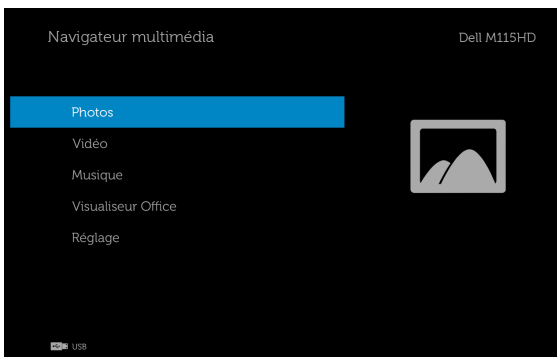 Navigateur multimédia
Dell M115HD
Photos
Vidéo
Musique
Visualiseur Office
Réglage
USB